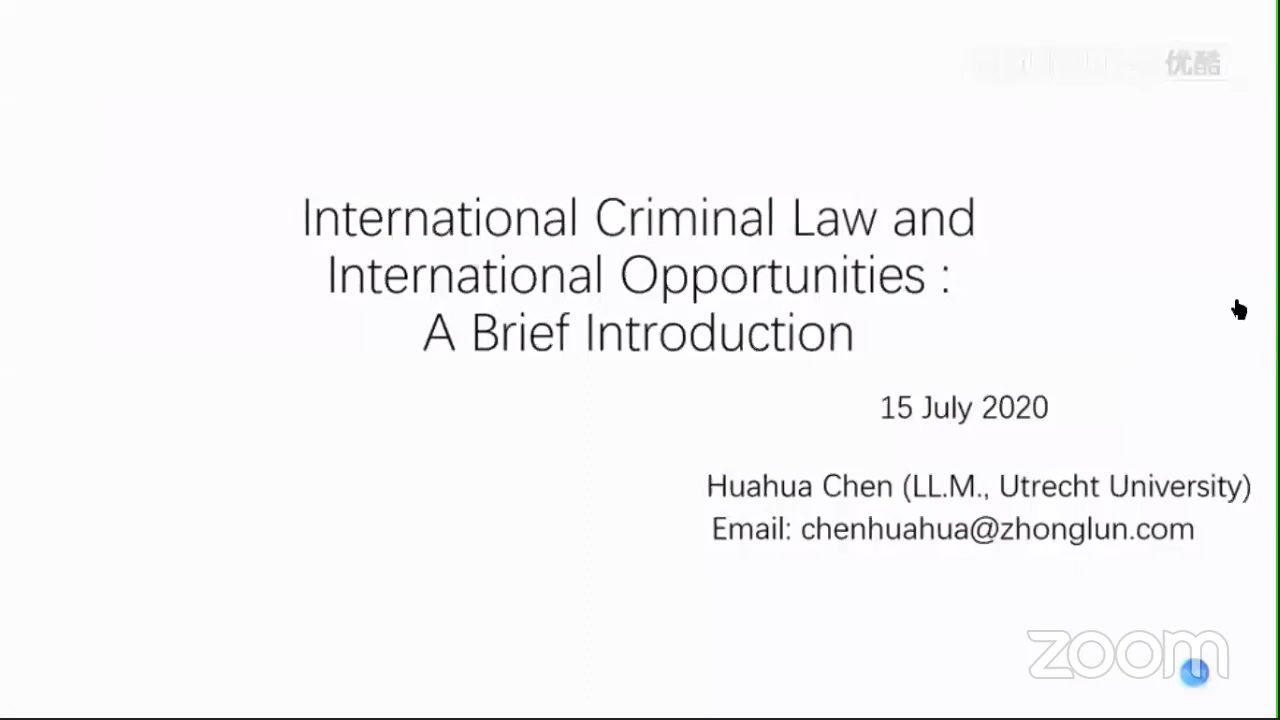 优酷
International Criminal Law and
International Opportunities :
A Brief Introduction
15 July 2020
Huahua Chen (LL.M., Utrecht University)
Email: chenhuahua@zhonglun.com
zoom